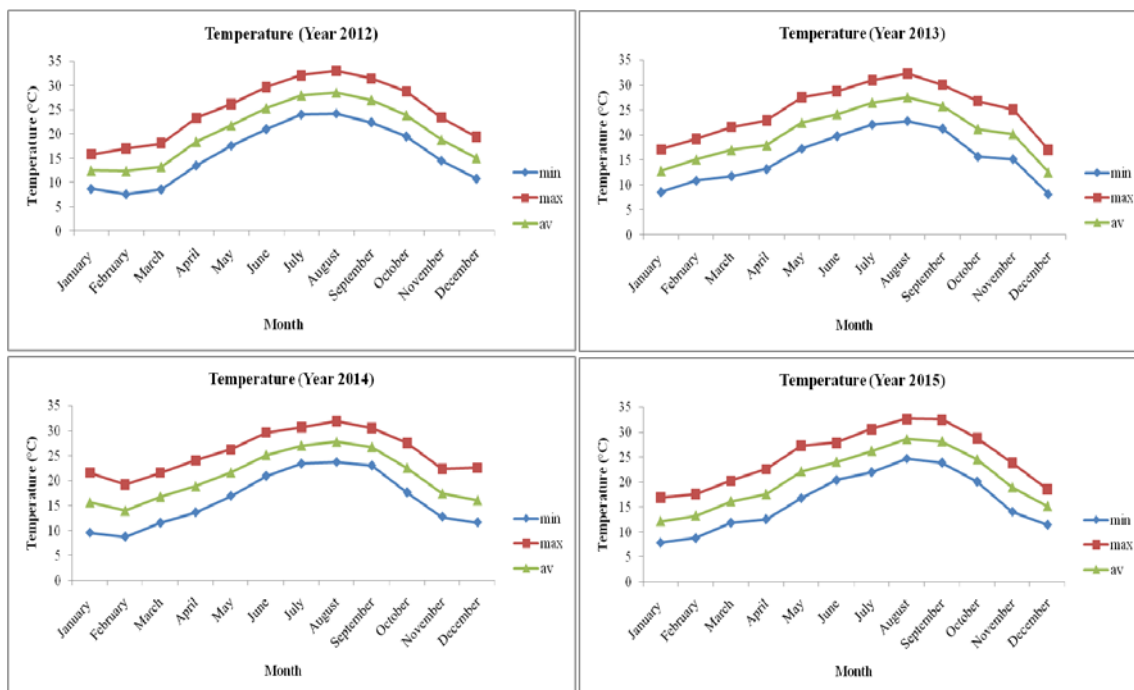 Temperature (Year 2012)
Temperature (°C)
35
30
25
20
15
10
5
0
January
February
March
April
May
June
July
August
September
October
November
December
Month
min
max
av
Temperature (Year 2013)
Temperature (°C)
35
30
25
20
15
10
5
0
January
February
March
April
May
June
July
August
September
October
November
December
Month
min
max
av
Temperature (Year 2014)
Temperature (°C)
35
30
25
20
15
10
5
0
January
February
March
April
May
June
July
August
September
October
November
December
Month
min
max
av
Temperature (Year 2015)
Temperature (°C)
35
30
25
20
15
10
5
0
January
February
March
April
May
June
July
August
September
October
November
December
Month
min
max
av